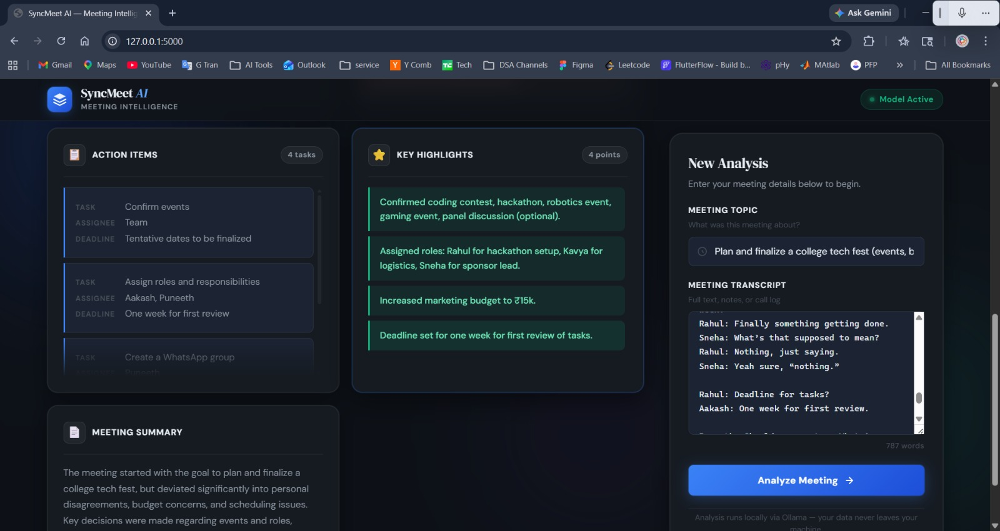 SyncMeet AI — Meeting Intellig
Ask Gemini
127.0.0.1:5000
Gmail
Maps
YouTube
G Tran
AI Tools
Outlook
service
Y Comb
Tech
DSA Channels
Figma
Leetcode
FlutterFlow - Build b...
pHy
MAtlab
PFP
All Bookmarks
SyncMeet AI
MEETING INTELLIGENCE
Model Active
ACTION ITEMS
4 tasks
TASK Confirm events
ASSIGNEE Team
DEADLINE Tentative dates to be finalized
TASK Assign roles and responsibilities
ASSIGNEE Aakash, Puneeth
DEADLINE One week for first review
TASK Create a WhatsApp group
ASSIGNEE Puneeth
KEY HIGHLIGHTS
4 points
Confirmed coding contest, hackathon, robotics event,
gaming event, panel discussion (optional).
Assigned roles: Rahul for hackathon setup, Kavya for
logistics, Sneha for sponsor lead.
Increased marketing budget to ₹15k.
Deadline set for one week for first review of tasks.
MEETING SUMMARY
The meeting started with the goal to plan and finalize a
college tech fest, but deviated significantly into personal
disagreements, budget concerns, and scheduling issues.
Key decisions were made regarding events and roles,
New Analysis
Enter your meeting details below to begin.
MEETING TOPIC
What was this meeting about?
Plan and finalize a college tech fest (events, b
MEETING TRANSCRIPT
Full text, notes, or call log
Rahul: Finally something getting done.
Sneha: What’s that supposed to mean?
Rahul: Nothing, just saying.
Sneha: Yeah sure, “nothing.”
Rahul: Deadline for tasks?
Aakash: One week for first review.
787 words
Analyze Meeting →
Analysis runs locally via Ollama — your data never leaves your
machine